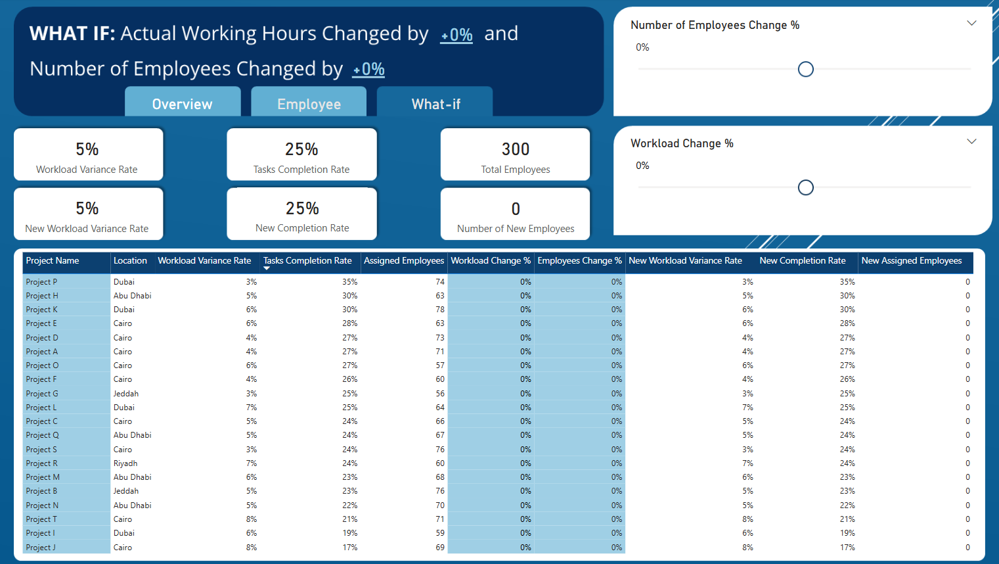 WHAT IF: Actual Working Hours Changed by +0% and
Number of Employees Changed by +0%
Overview Employee What-if
Number of Employees Change %
0%
Workload Change %
0%
5%
Workload Variance Rate
25%
Tasks Completion Rate
300
Total Employees
5%
New Workload Variance Rate
25%
New Completion Rate
0
Number of New Employees
Project Name Location Workload Variance Rate Tasks Completion Rate Assigned Employees Workload Change % Employees Change % New Workload Variance Rate New Completion Rate New Assigned Employees
Project P Dubai 3% 35% 74 0% 0% 3% 35% 0
Project H Abu Dhabi 5% 30% 63 0% 0% 5% 30% 0
Project K Dubai 6% 30% 78 0% 0% 6% 30% 0
Project E Cairo 6% 28% 63 0% 0% 6% 28% 0
Project D Cairo 4% 27% 73 0% 0% 4% 27% 0
Project A Cairo 4% 27% 71 0% 0% 4% 27% 0
Project O Cairo 6% 27% 57 0% 0% 6% 27% 0
Project F Cairo 4% 26% 60 0% 0% 4% 26% 0
Project G Jeddah 3% 25% 56 0% 0% 3% 25% 0
Project L Dubai 7% 25% 64 0% 0% 7% 25% 0
Project C Cairo 5% 24% 66 0% 0% 5% 24% 0
Project Q Abu Dhabi 5% 24% 67 0% 0% 5% 24% 0
Project S Cairo 3% 24% 76 0% 0% 3% 24% 0
Project R Riyadh 7% 24% 60 0% 0% 7% 24% 0
Project M Abu Dhabi 6% 23% 68 0% 0% 6% 23% 0
Project B Jeddah 5% 23% 76 0% 0% 5% 23% 0
Project N Abu Dhabi 5% 22% 70 0% 0% 5% 22% 0
Project T Cairo 8% 21% 71 0% 0% 8% 21% 0
Project I Dubai 6% 19% 59 0% 0% 6% 19% 0
Project J Cairo 8% 17% 69 0% 0% 8% 17% 0